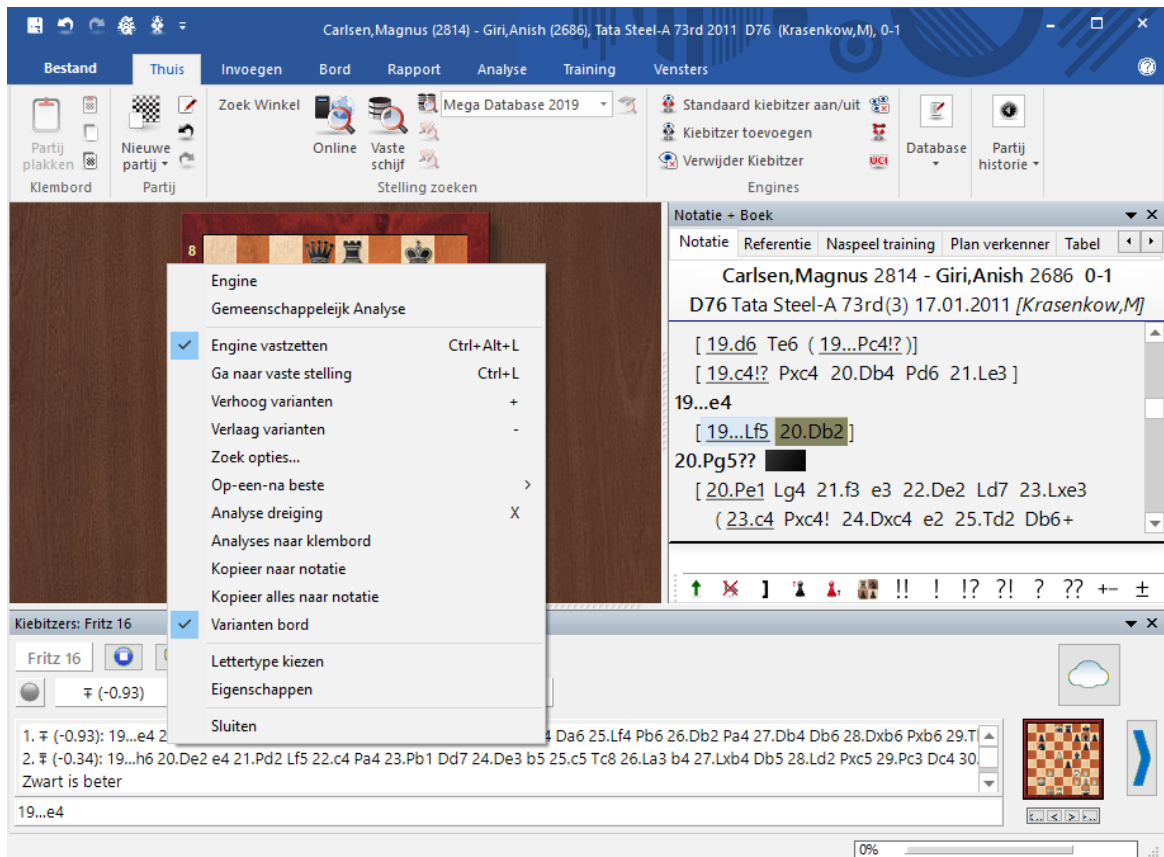 Carlsen,Magnus (2814) - Giri,Anish (2686), Tata Steel-A 73rd 2011  D76  (Krasenkow,M), 0-1
Bestand Thuis Invoegen Bord Rapport Analyse Training Vensters
Partij plakken
Klembord
Nieuwe partij
Partij
Zoek Winkel
Online
Vaste schijf
Mega Database 2019
Stelling zoeken
Standaard kiebitzer aan/uit
Kiebitzer toevoegen
Verwijder Kiebitzer
UCI
Engines
Database
Partij historie
8
Engine
Gemeenschappeleijk Analyse
Engine vastzetten Ctrl+Alt+L
Ga naar vaste stelling Ctrl+L
Verhoog varianten +
Verlaag varianten -
Zoek opties...
Op-een-na beste >
Analyse dreiging X
Analyses naar klembord
Kopieer naar notatie
Kopieer alles naar notatie
Varianten bord
Lettertype kiezen
Eigenschappen
Sluiten
Notatie + Boek
Notatie Referentie Naspeel training Plan verkenner Tabel
Carlsen,Magnus 2814 - Giri,Anish 2686 0-1
D76 Tata Steel-A 73rd(3) 17.01.2011 [Krasenkow,M]
[ 19.d6 Te6 ( 19...Pc4!? )]
[ 19.c4!? Pxc4 20.Db4 Pd6 21.Le3 ]
19...e4
[ 19...Lf5 20.Db2 ]
20.Pg5??
[ 20.Pe1 Lg4 21.f3 e3 22.De2 Ld7 23.Lxe3
( 23.c4 Pxc4! 24.Dxc4 e2 25.Td2 Db6+
] !! ! !? ?! ? ?? +− ±
Kiebitzers: Fritz 16
Fritz 16
∓ (-0.93)
1. ∓ (-0.93): 19...e4 2 4 Da6 25.Lf4 Pb6 26.Db2 Pa4 27.Db4 Db6 28.Dxb6 Pxb6 29.T
2. ⩱ (-0.34): 19...h6 20.De2 e4 21.Pd2 Lf5 22.c4 Pa4 23.Pb1 Dd7 24.De3 b5 25.c5 Tc8 26.La3 b4 27.Lxb4 Db5 28.Ld2 Pxc5 29.Pc3 Dc4 30.
Zwart is beter
19...e4
0%